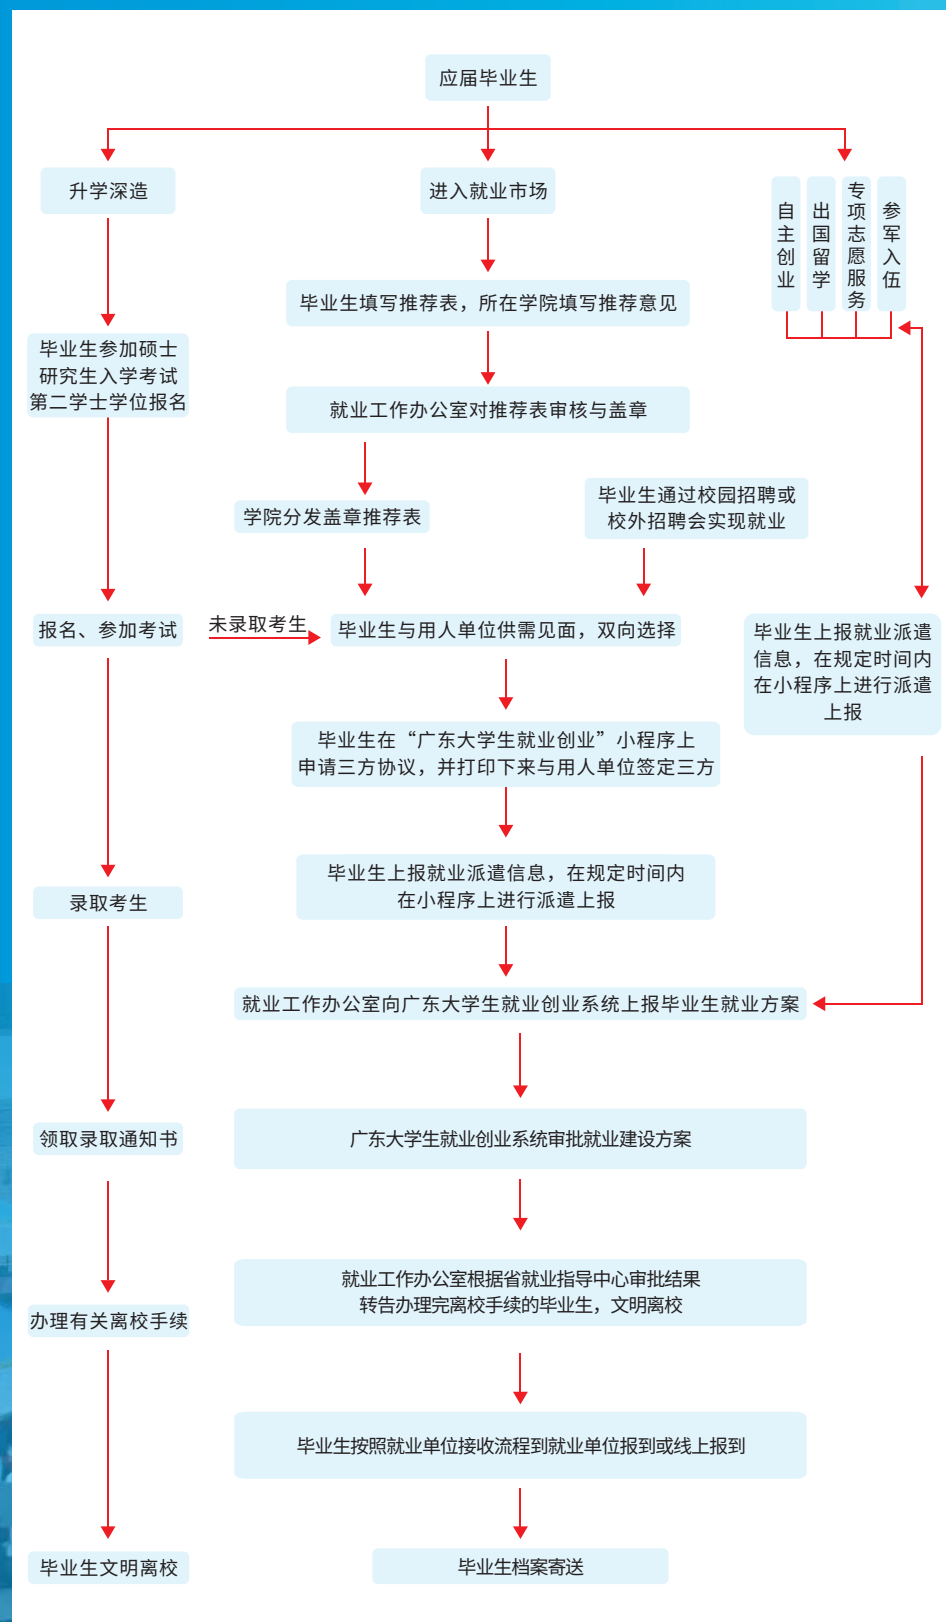 应届毕业生
升学深造
进入就业市场
自主创业
出国留学
专项志愿服务
参军入伍
毕业生填写推荐表，所在学院填写推荐意见
毕业生参加硕士
研究生入学考试
第二学士学位报名
就业工作办公室对推荐表审核与盖章
学院分发盖章推荐表
毕业生通过校园招聘或
校外招聘会实现就业
报名、参加考试
未录取考生
毕业生与用人单位供需见面，双向选择
毕业生上报就业派遣
信息，在规定时间内
在小程序上进行派遣
上报
毕业生在“广东大学生就业创业”小程序上
申请三方协议，并打印下来与用人单位签定三方
毕业生上报就业派遣信息，在规定时间内
在小程序上进行派遣上报
录取考生
就业工作办公室向广东大学生就业创业系统上报毕业生就业方案
领取录取通知书
广东大学生就业创业系统审批就业建设方案
就业工作办公室根据省就业指导中心审批结果
转告办理完离校手续的毕业生，文明离校
办理有关离校手续
毕业生按照就业单位接收流程到就业单位报到或线上报到
毕业生文明离校
毕业生档案寄送